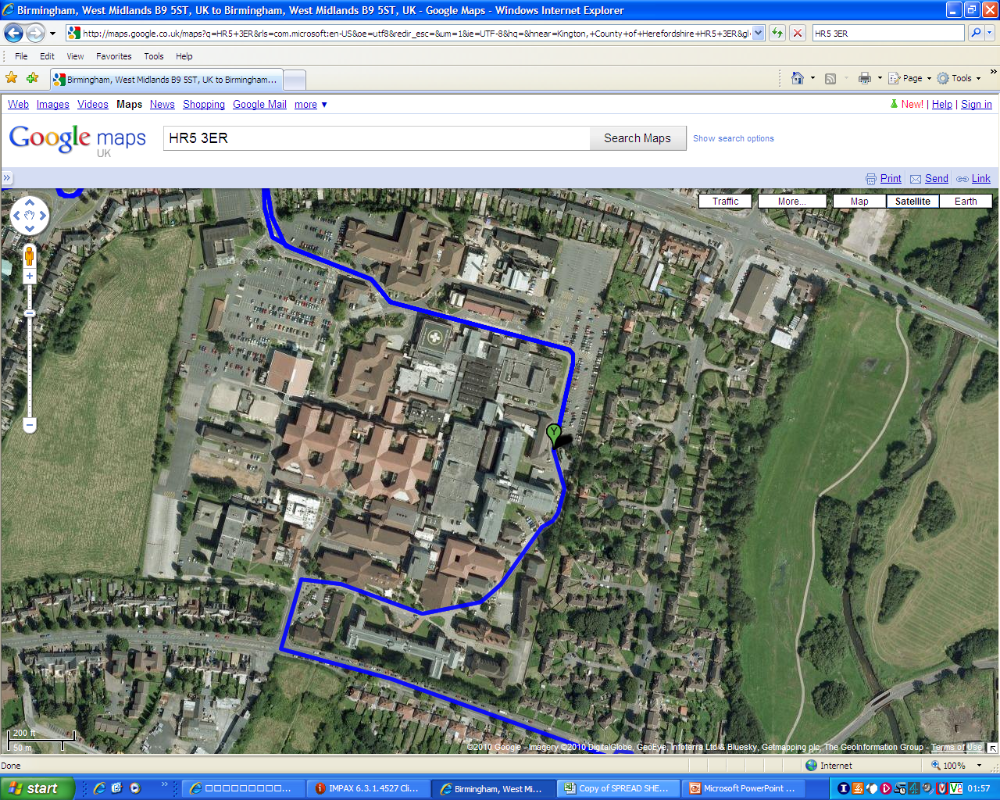 Birmingham, West Midlands B9 5ST, UK to Birmingham, West Midlands B9 5ST, UK - Google Maps - Windows Internet Explorer
http://maps.google.co.uk/maps?q=HR5+3ER&rls=com.microsoft:en-US&oe=utf8&redir_esc=&um=1&ie=UTF-8&hq=&hnear=Kington,+County+of+Herefordshire+HR5+3ER&gl: HR5 3ER
File Edit View Favorites Tools Help
Birmingham, West Midlands B9 5ST, UK to Birmingham... Page Tools »
Web Images Videos Maps News Shopping Google Mail more ▼ New! | Help | Sign in
Google maps UK HR5 3ER Search Maps Show search options
» Print Send Link
Traffic More... Map Satellite Earth
Y
200 ft
50 m
©2010 Google - Imagery ©2010 DigitalGlobe, GeoEye, Infoterra Ltd & Bluesky, Getmapping plc, The GeoInformation Group - Terms of Use
Done Internet 100%
start » □□□□□□□□□... IMPAX 6.3.1.4527 Cli... Birmingham, West Mi... Copy of SPREAD SHE... Microsoft PowerPoint ... 01:57